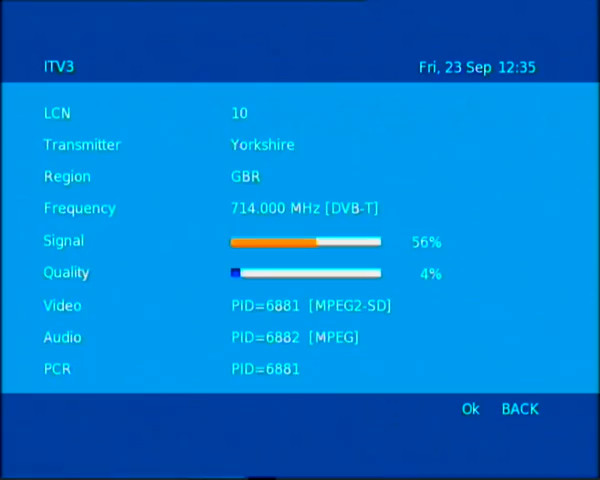 ITV3 Fri, 23 Sep 12:35
LCN 10
Transmitter Yorkshire
Region GBR
Frequency 714.000 MHz [DVB-T]
Signal 56%
Quality 4%
Video PID=6881 [MPEG2-SD]
Audio PID=6882 [MPEG]
PCR PID=6881
Ok BACK